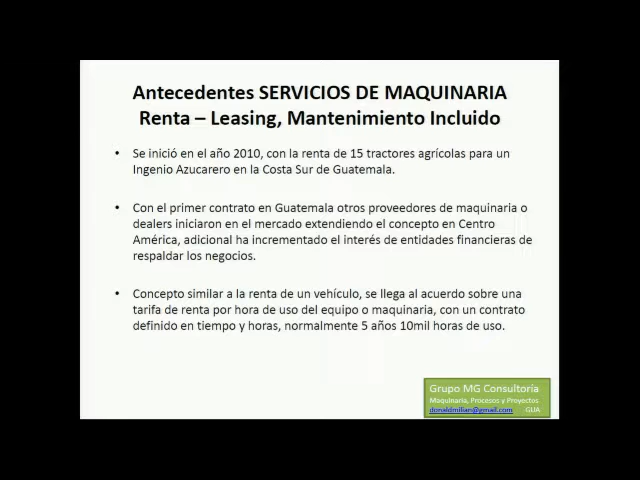 Antecedentes SERVICIOS DE MAQUINARIA
Renta – Leasing, Mantenimiento Incluido
• Se inició en el año 2010, con la renta de 15 tractores agrícolas para un
Ingenio Azucarero en la Costa Sur de Guatemala.
• Con el primer contrato en Guatemala otros proveedores de maquinaria o
dealers iniciaron en el mercado extendiendo el concepto en Centro
América, adicional ha incrementado el interés de entidades financieras de
respaldar los negocios.
• Concepto similar a la renta de un vehículo, se llega al acuerdo sobre una
tarifa de renta por hora de uso del equipo o maquinaria, con un contrato
definido en tiempo y horas, normalmente 5 años 10mil horas de uso.
Grupo MG Consultoría
Maquinaria, Procesos y Proyectos
donaldmilian@gmail.com GUA